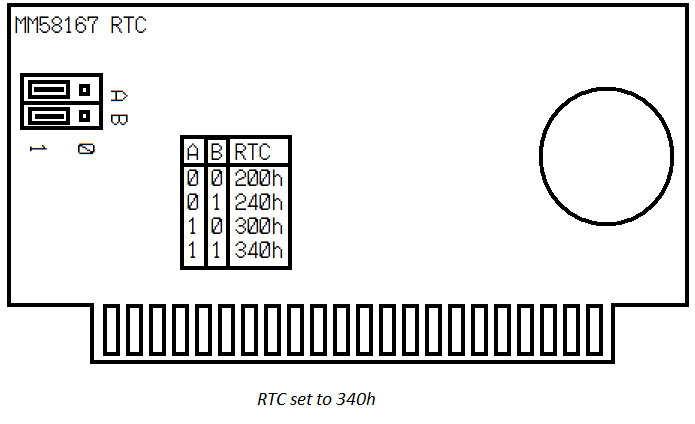 MM58167 RTC
A
B
1 0
A B RTC
0 0 200h
0 1 240h
1 0 300h
1 1 340h
RTC set to 340h